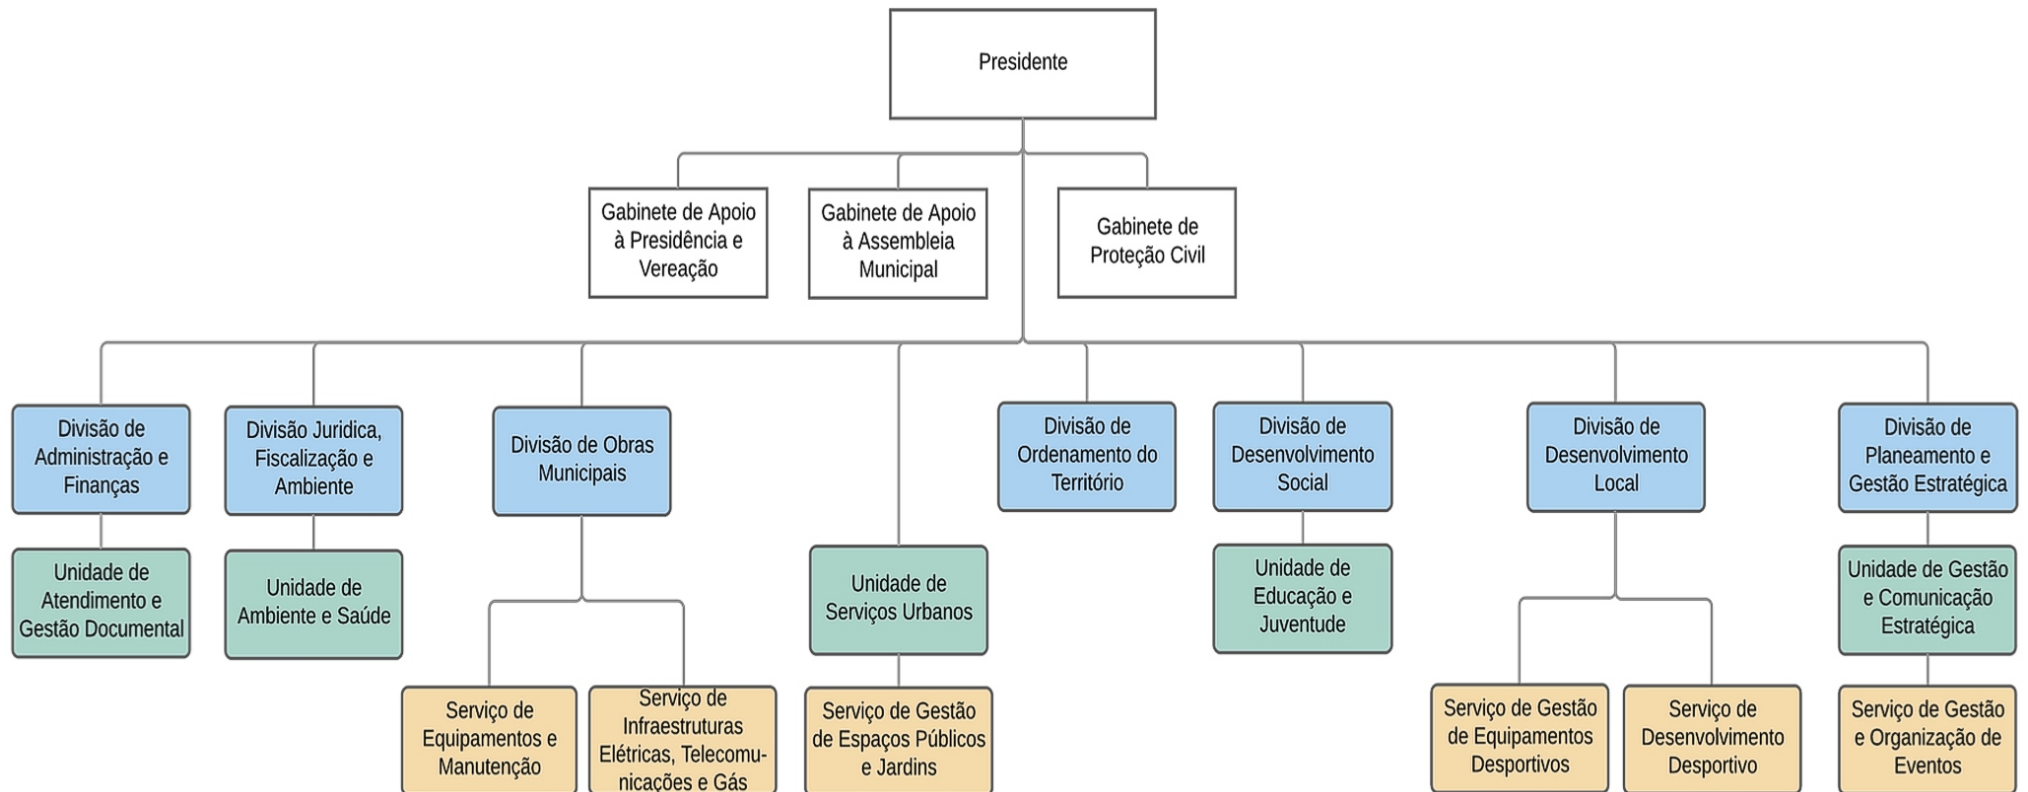 Presidente
Gabinete de Apoio
à Presidência e
Vereação
Gabinete de Apoio
à Assembleia
Municipal
Gabinete de
Proteção Civil
Divisão de
Administração e
Finanças
Divisão Juridica,
Fiscalização e
Ambiente
Divisão de Obras
Municipais
Divisão de
Ordenamento do
Território
Divisão de
Desenvolvimento
Social
Divisão de
Desenvolvimento
Local
Divisão de
Planeamento e
Gestão Estratégica
Unidade de
Atendimento e
Gestão Documental
Unidade de
Ambiente e Saúde
Unidade de
Serviços Urbanos
Unidade de
Educação e
Juventude
Unidade de Gestão
e Comunicação
Estratégica
Serviço de
Equipamentos e
Manutenção
Serviço de
Infraestruturas
Elétricas, Telecomu-
nicações e Gás
Serviço de Gestão
de Espaços Públicos
e Jardins
Serviço de Gestão
de Equipamentos
Desportivos
Serviço de
Desenvolvimento
Desportivo
Serviço de Gestão
e Organização de
Eventos